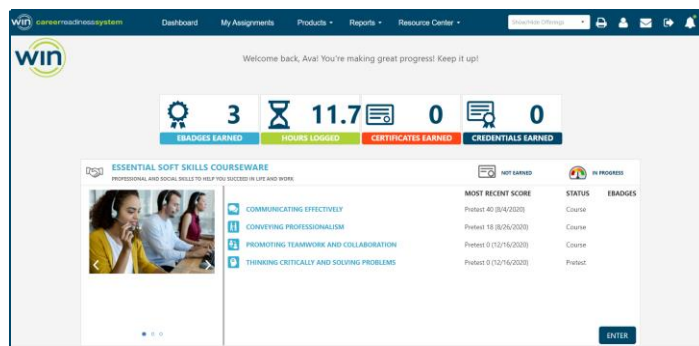 win careerreadinesssystem Dashboard My Assignments Products Reports Resource Center Show/Hide Offerings
win
Welcome back, Ava! You're making great progress! Keep it up!
3 11.7 0 0
EBADGES EARNED HOURS LOGGED CERTIFICATES EARNED CREDENTIALS EARNED
ESSENTIAL SOFT SKILLS COURSEWARE NOT EARNED IN PROGRESS
PROFESSIONAL AND SOCIAL SKILLS TO HELP YOU SUCCEED IN LIFE AND WORK
MOST RECENT SCORE STATUS EBADGES
COMMUNICATING EFFECTIVELY Pretest 40 (8/4/2020) Course
CONVEYING PROFESSIONALISM Pretest 18 (8/26/2020) Course
PROMOTING TEAMWORK AND COLLABORATION Pretest 0 (12/16/2020) Course
THINKING CRITICALLY AND SOLVING PROBLEMS Pretest 0 (12/16/2020) Pretest
ENTER